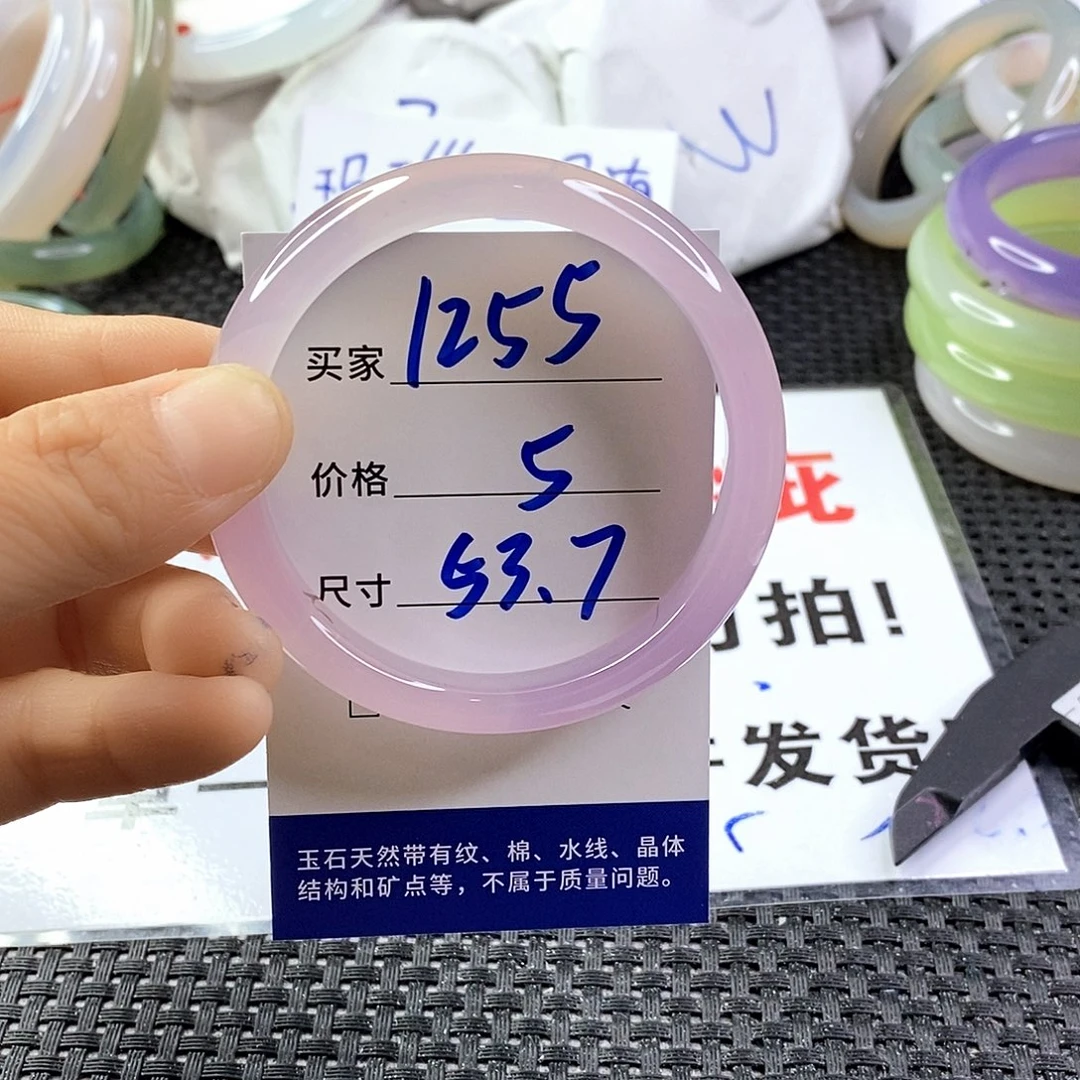 买家 1255
价格 5
尺寸 53.7
玉石天然带有纹、棉、水线、晶体
结构和矿点等，不属于质量问题。
拍!
发货